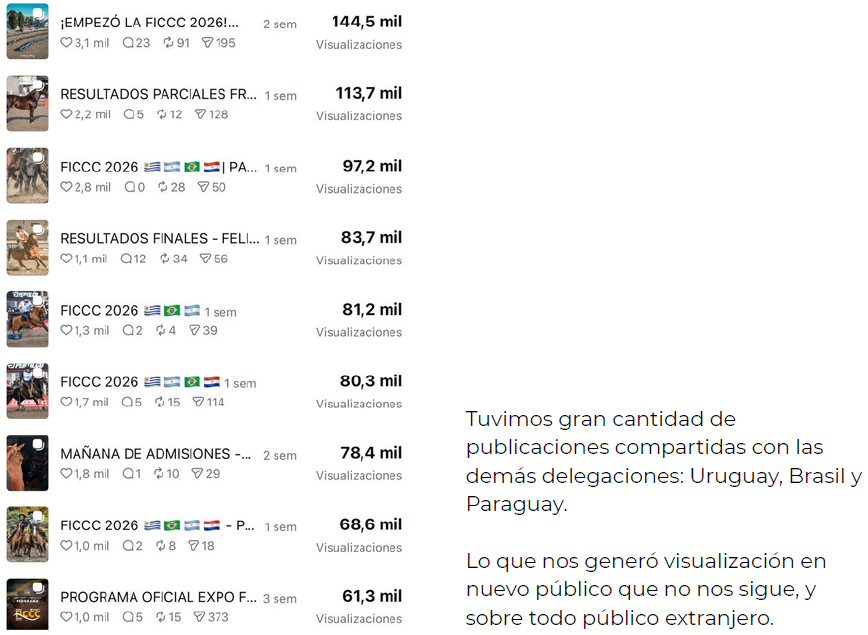 ¡EMPEZÓ LA FICCC 2026!... 2 sem 144,5 mil
3,1 mil 23 91 195 Visualizaciones
RESULTADOS PARCIALES FR... 1 sem 113,7 mil
2,2 mil 5 12 128 Visualizaciones
FICCC 2026 🇺🇾🇦🇷🇧🇷🇵🇾| PA... 1 sem 97,2 mil
2,8 mil 0 28 50 Visualizaciones
RESULTADOS FINALES - FELI... 1 sem 83,7 mil
1,1 mil 12 34 56 Visualizaciones
FICCC 2026 🇺🇾🇧🇷🇦🇷 1 sem 81,2 mil
1,3 mil 2 4 39 Visualizaciones
FICCC 2026 🇺🇾🇦🇷🇧🇷🇵🇾 1 sem 80,3 mil
1,7 mil 5 15 114 Visualizaciones
MAÑANA DE ADMISIONES -... 2 sem 78,4 mil
1,8 mil 1 10 29 Visualizaciones
FICCC 2026 🇺🇾🇧🇷🇦🇷🇵🇾 - P... 1 sem 68,6 mil
1,0 mil 2 8 18 Visualizaciones
PROGRAMA OFICIAL EXPO F... 3 sem 61,3 mil
1,0 mil 5 15 373 Visualizaciones
PROGRAMA
FICCC
Tuvimos gran cantidad de
publicaciones compartidas con las
demás delegaciones: Uruguay, Brasil y
Paraguay.
Lo que nos generó visualización en
nuevo público que no nos sigue, y
sobre todo público extranjero.